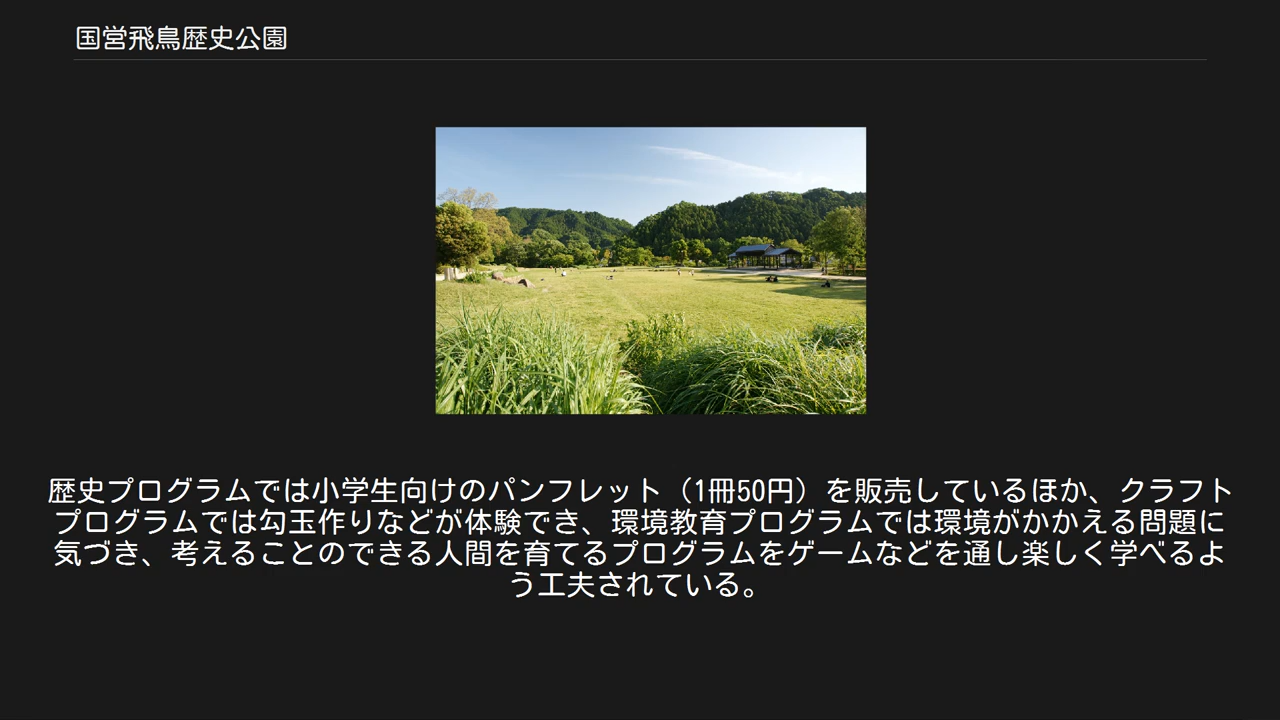 国営飛鳥歴史公園
歴史プログラムでは小学生向けのパンフレット（1冊50円）を販売しているほか、クラフト
プログラムでは勾玉作りなどが体験でき、環境教育プログラムでは環境がかかえる問題に
気づき、考えることのできる人間を育てるプログラムをゲームなどを通し楽しく学べるよ
う工夫されている。